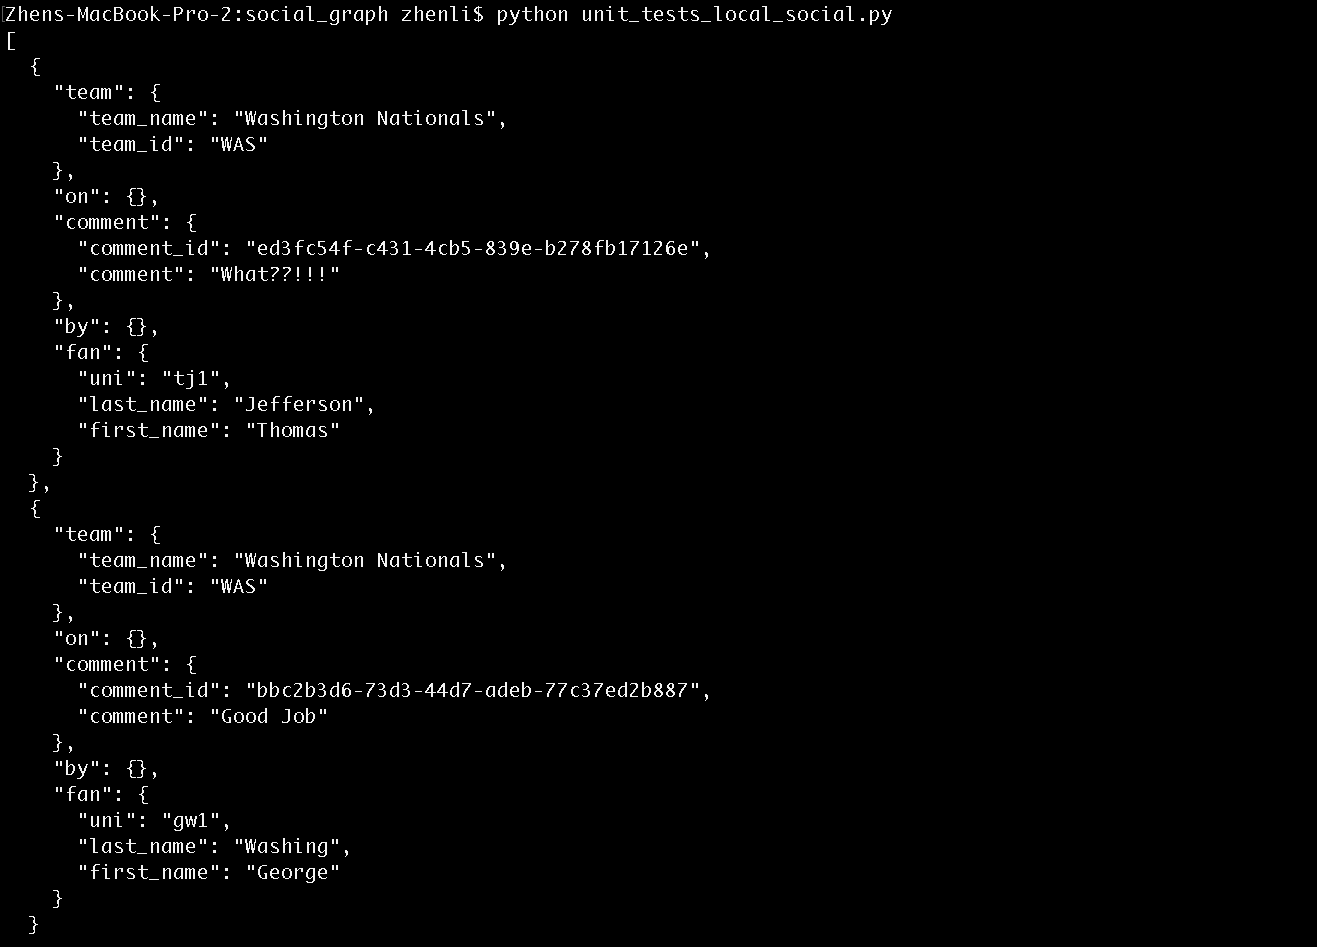 Zhens-MacBook-Pro-2:social_graph zhenli$ python unit_tests_local_social.py
[
  {
    "team": {
      "team_name": "Washington Nationals",
      "team_id": "WAS"
    },
    "on": {},
    "comment": {
      "comment_id": "ed3fc54f-c431-4cb5-839e-b278fb17126e",
      "comment": "What??!!!"
    },
    "by": {},
    "fan": {
      "uni": "tj1",
      "last_name": "Jefferson",
      "first_name": "Thomas"
    }
  },
  {
    "team": {
      "team_name": "Washington Nationals",
      "team_id": "WAS"
    },
    "on": {},
    "comment": {
      "comment_id": "bbc2b3d6-73d3-44d7-adeb-77c37ed2b887",
      "comment": "Good Job"
    },
    "by": {},
    "fan": {
      "uni": "gw1",
      "last_name": "Washing",
      "first_name": "George"
    }
  }